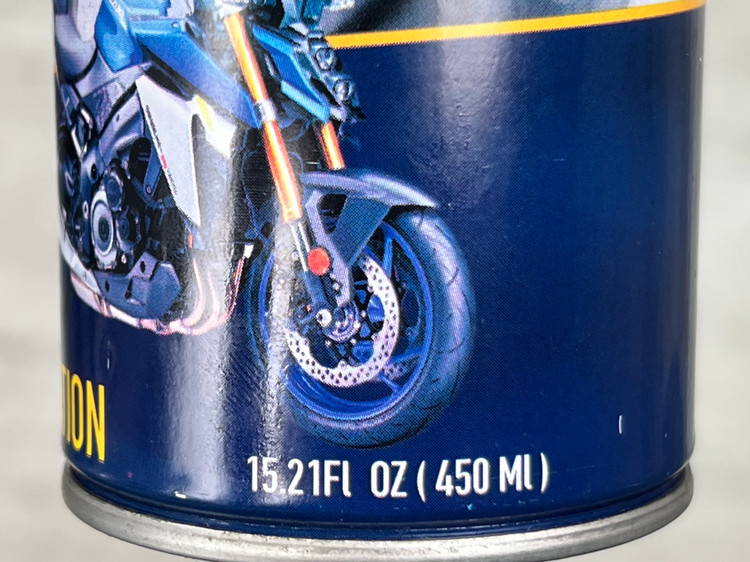 TION
15.21Fl OZ ( 450 Ml )